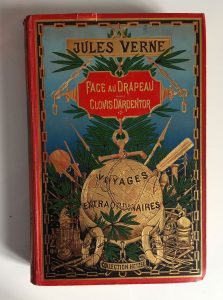 JULES VERNE
FACE AU DRAPEAU
CLOVIS DARDENTOR
VOYAGES
EXTRAORDINAIRES
COLLECTION HETZEL